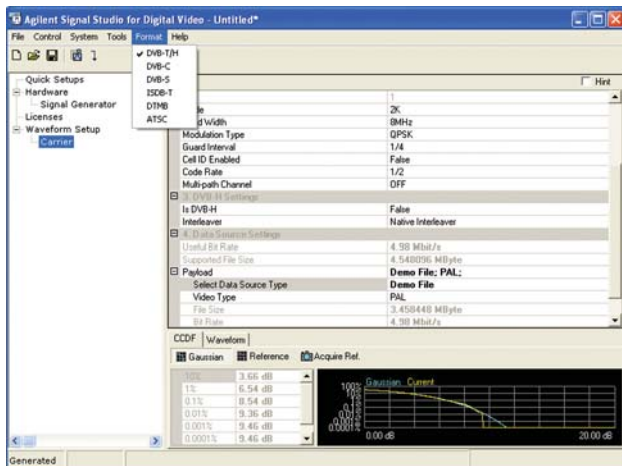 Agilent Signal Studio for Digital Video - Untitled*
File Control System Tools Format Help
DVB-T/H
DVB-C
DVB-S
ISDB-T
DTMB
ATSC
Quick Setups
Hardware
Signal Generator
Licenses
Waveform Setup
Carrier
Hint
1
2K
Width 8MHz
Modulation Type QPSK
Guard Interval 1/4
Cell ID Enabled False
Code Rate 1/2
Multi-path Channel OFF
3. DVB-H Settings
Is DVB-H False
Interleaver Native Interleaver
4. Data Source Settings
Useful Bit Rate 4.98 Mbit/s
Supported File Size 4.548096 MByte
Payload Demo File; PAL;
Select Data Source Type Demo File
Video Type PAL
File Size 3.458448 MByte
Bit Rate 4.98 Mbit/s
CCDF Waveform
Gaussian Reference Acquire Ref.
10% 3.66 dB
1% 6.54 dB
0.1% 8.54 dB
0.01% 9.36 dB
0.001% 9.46 dB
0.0001% 9.46 dB
Gaussian Current
100%
0.0001%
0.00 dB 20.00 dB
Generated